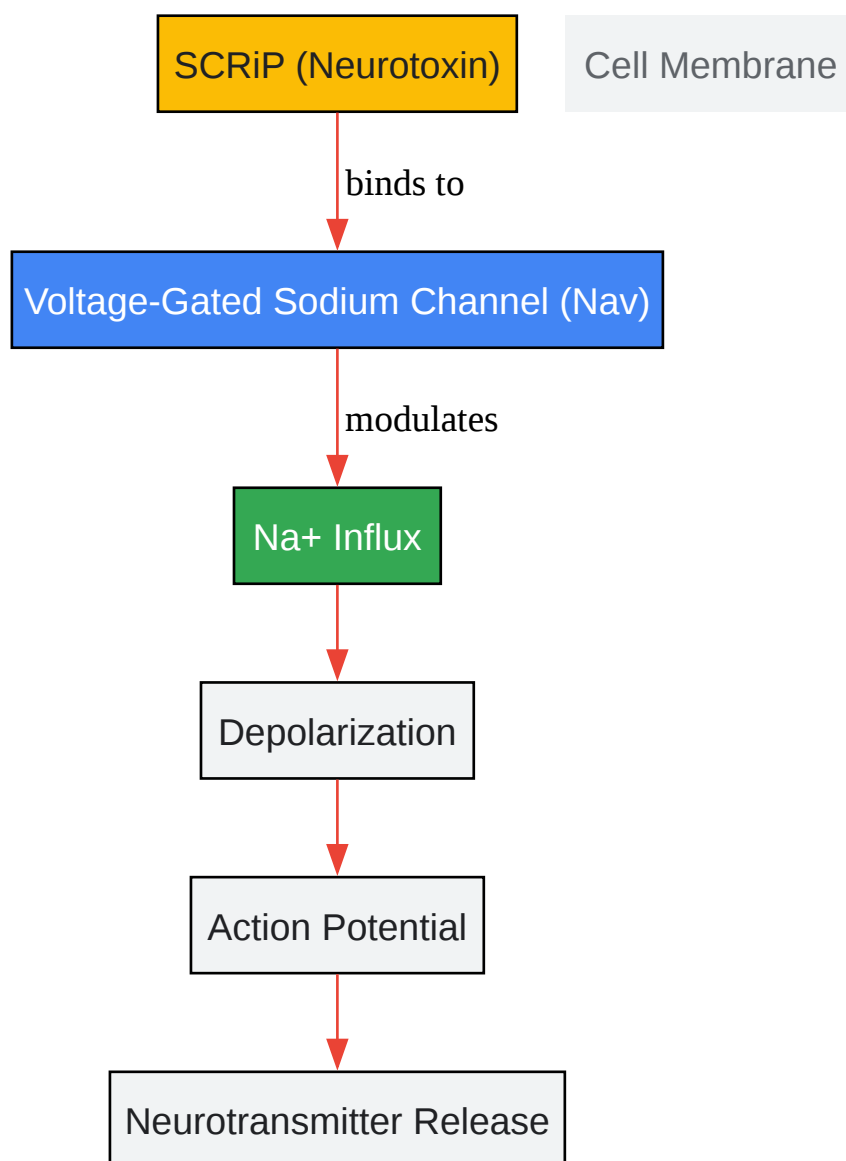 SCRiP (Neurotoxin)
Cell Membrane
binds to
Voltage-Gated Sodium Channel (Nav)
modulates
Na+ Influx
Depolarization
Action Potential
Neurotransmitter Release